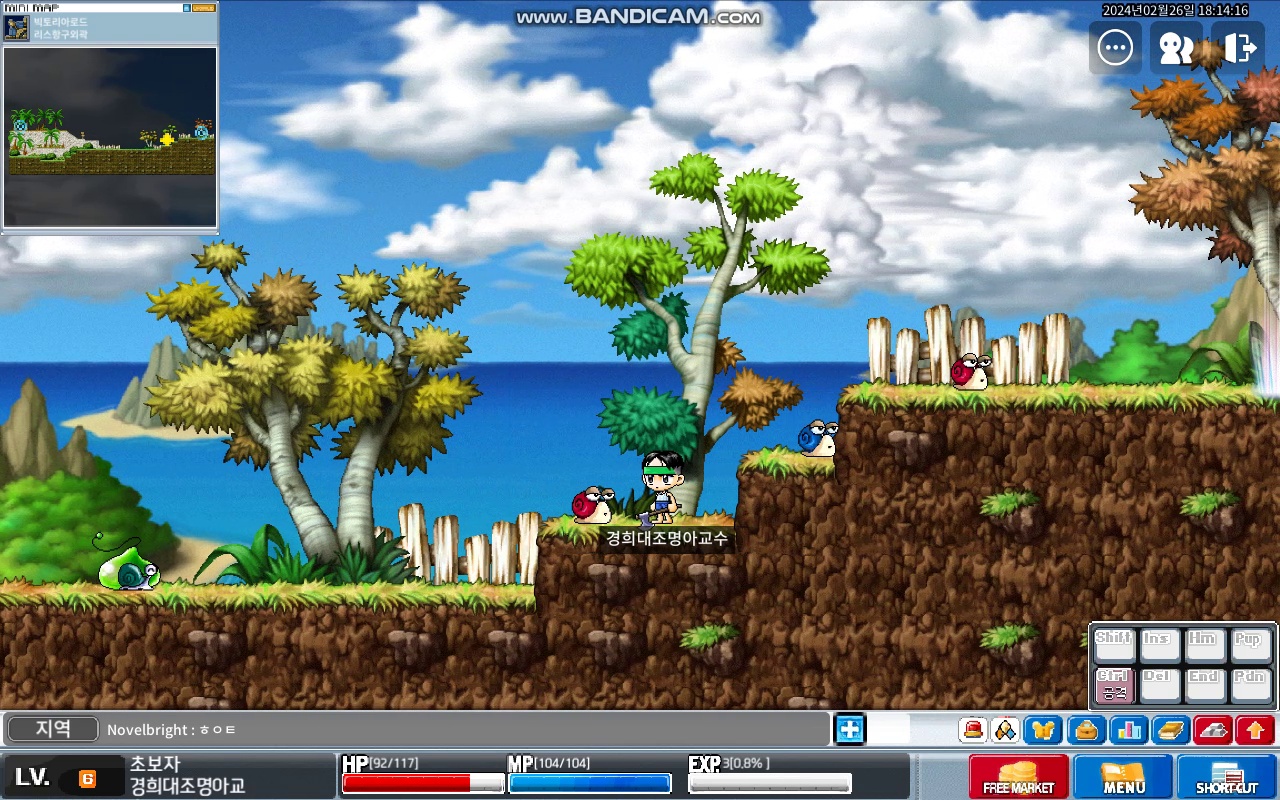 MINI MAP
WORLD
빅토리아로드
리스항구외곽
www.BANDICAM.com
2024년02월26일 18:14:16
경희대조명아교수
Shift Ins Hm Pup
Ctrl Del End Pdn
공격
지역 Novelbright : ㅎㅇㅌ
LV. 6
초보자
경희대조명아교
HP [92/117] MP [104/104] EXP. 3[0.8% ]
FREE MARKET MENU SHORTCUT